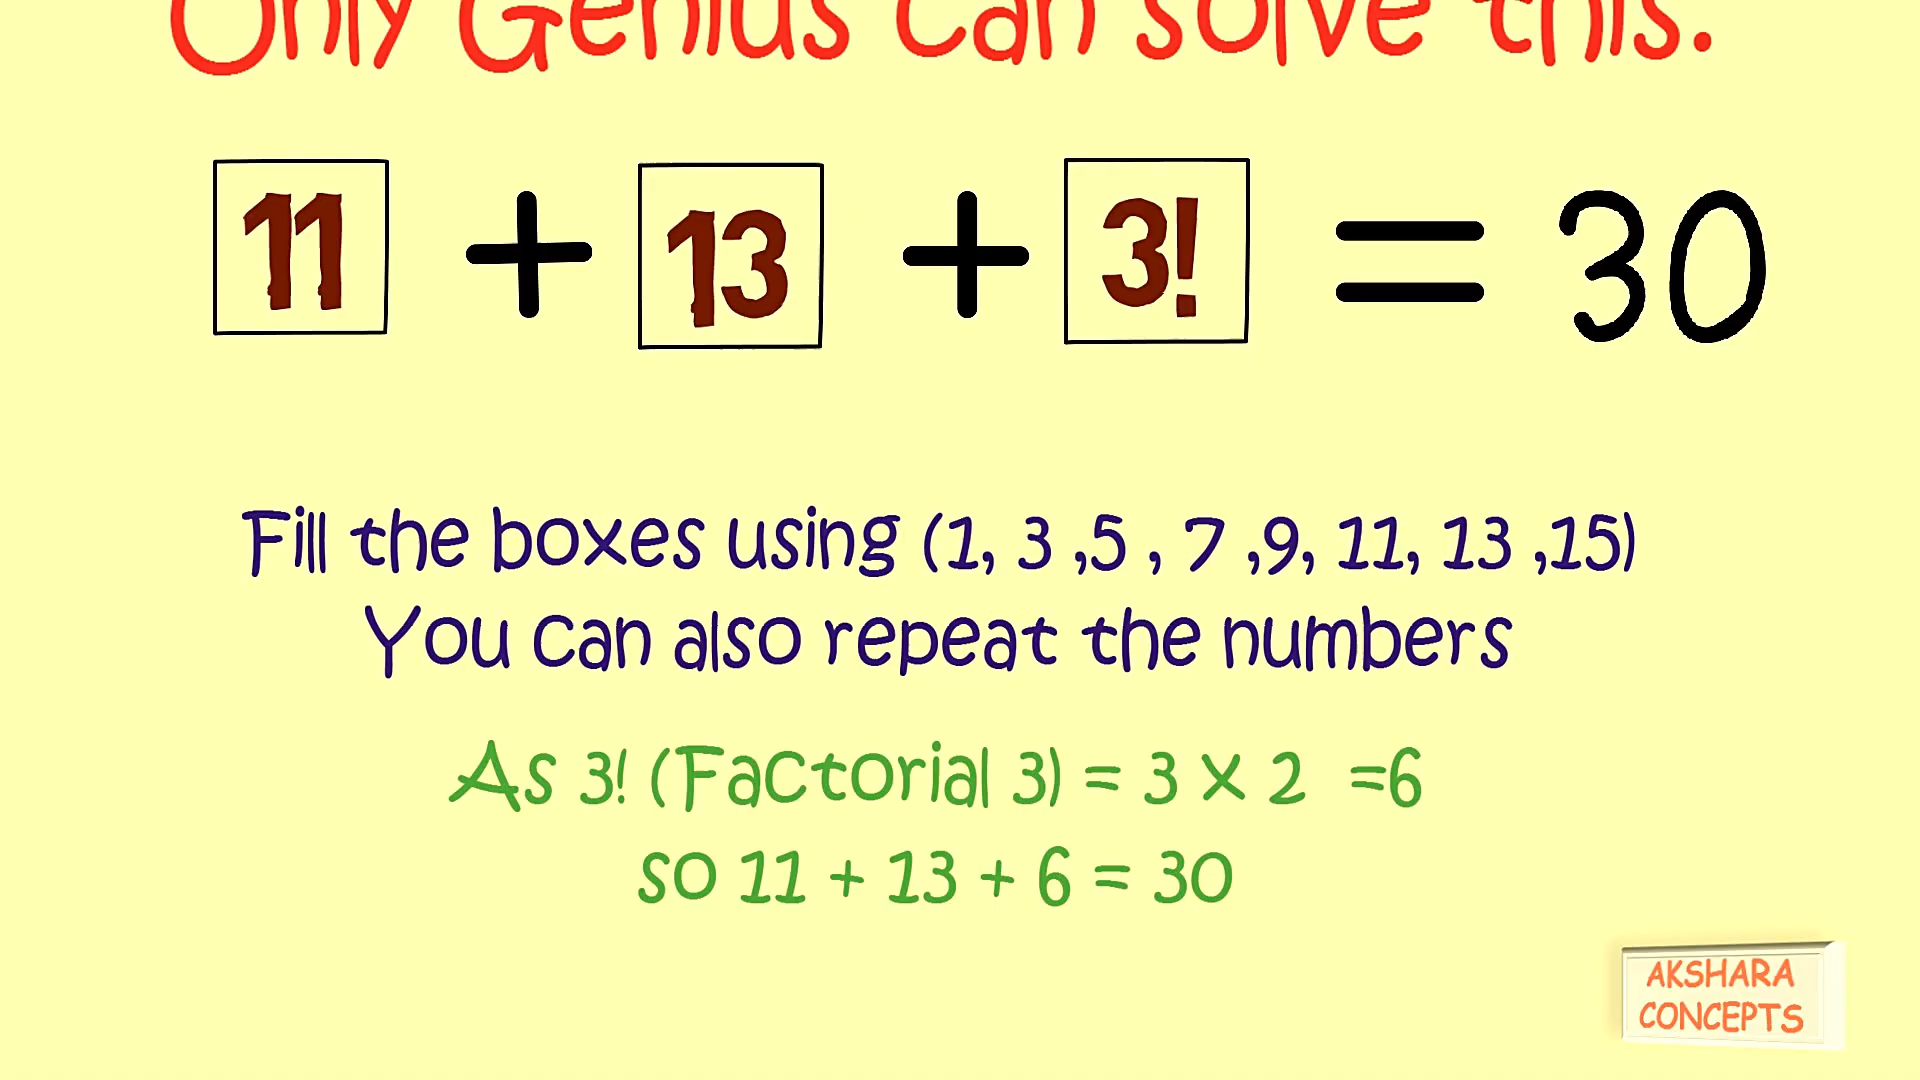 Only Genius Can solve this.
11 + 13 + 3! = 30
Fill the boxes using (1, 3 ,5 , 7 ,9, 11, 13 ,15)
You can also repeat the numbers
As 3! (Factorial 3) = 3 x 2 =6
so 11 + 13 + 6 = 30
AKSHARA
CONCEPTS